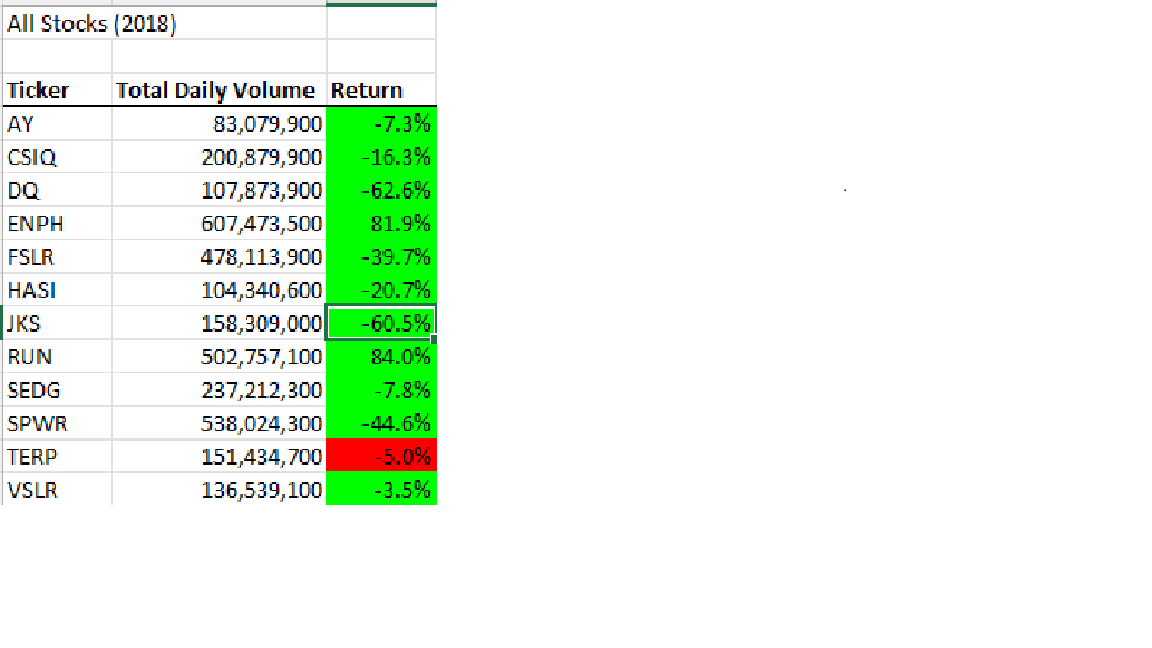 All Stocks (2018)
Ticker Total Daily Volume Return
AY 83,079,900 -7.3%
CSIQ 200,879,900 -16.3%
DQ 107,873,900 -62.6%
ENPH 607,473,500 81.9%
FSLR 478,113,900 -39.7%
HASI 104,340,600 -20.7%
JKS 158,309,000 -60.5%
RUN 502,757,100 84.0%
SEDG 237,212,300 -7.8%
SPWR 538,024,300 -44.6%
TERP 151,434,700 -5.0%
VSLR 136,539,100 -3.5%